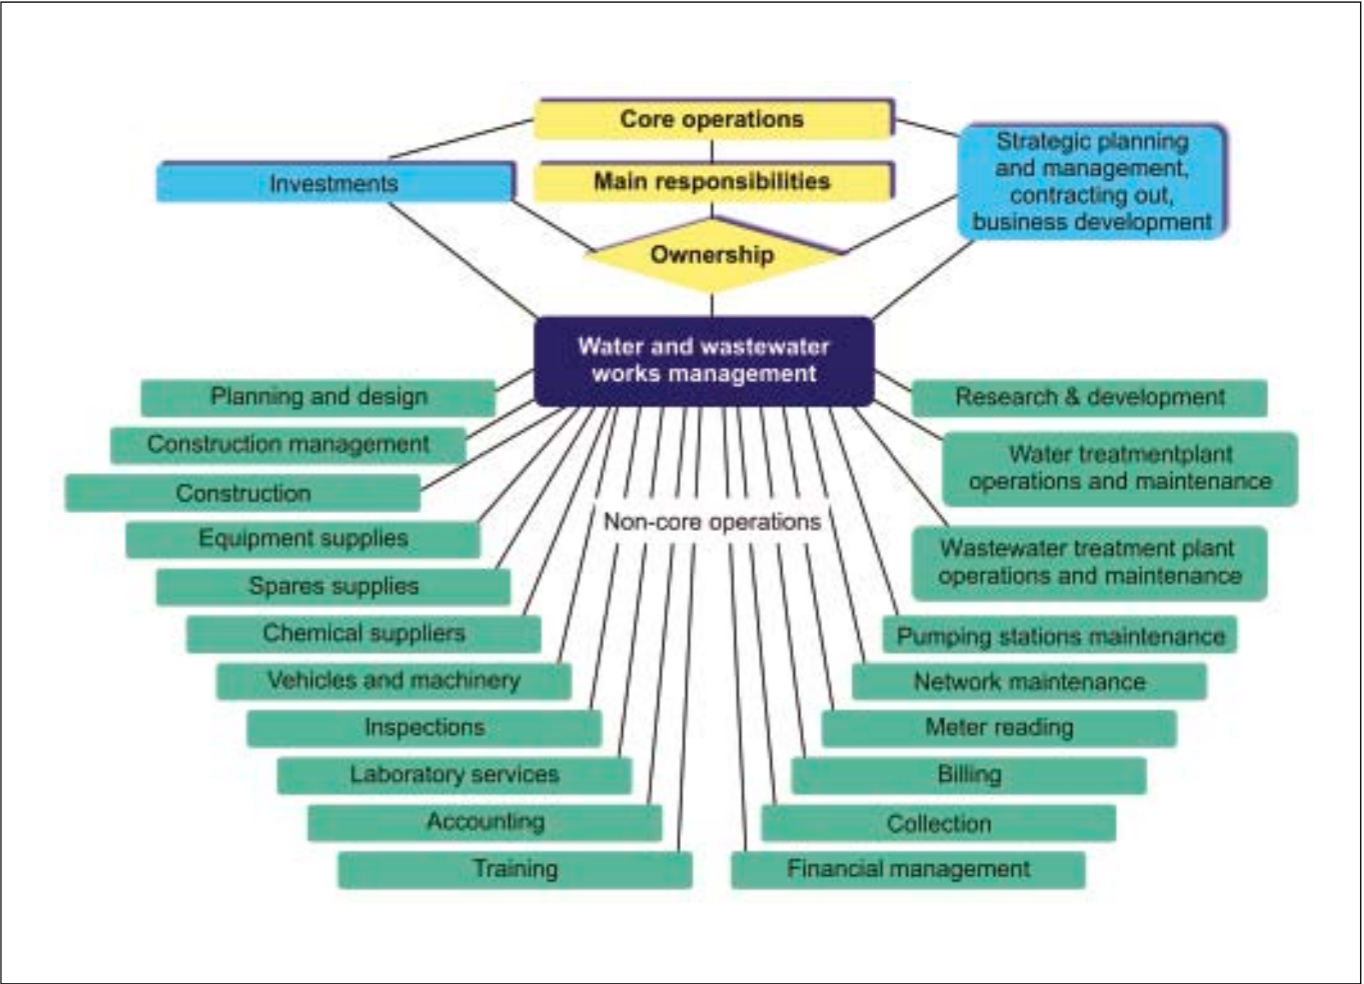 Core operations
Investments
Main responsibilities
Strategic planning
and management,
contracting out,
business development
Ownership
Water and wastewater
works management
Planning and design
Construction management
Construction
Equipment supplies
Spares supplies
Chemical suppliers
Vehicles and machinery
Inspections
Laboratory services
Accounting
Training
Non-core operations
Research & development
Water treatmentplant
operations and maintenance
Wastewater treatment plant
operations and maintenance
Pumping stations maintenance
Network maintenance
Meter reading
Billing
Collection
Financial management